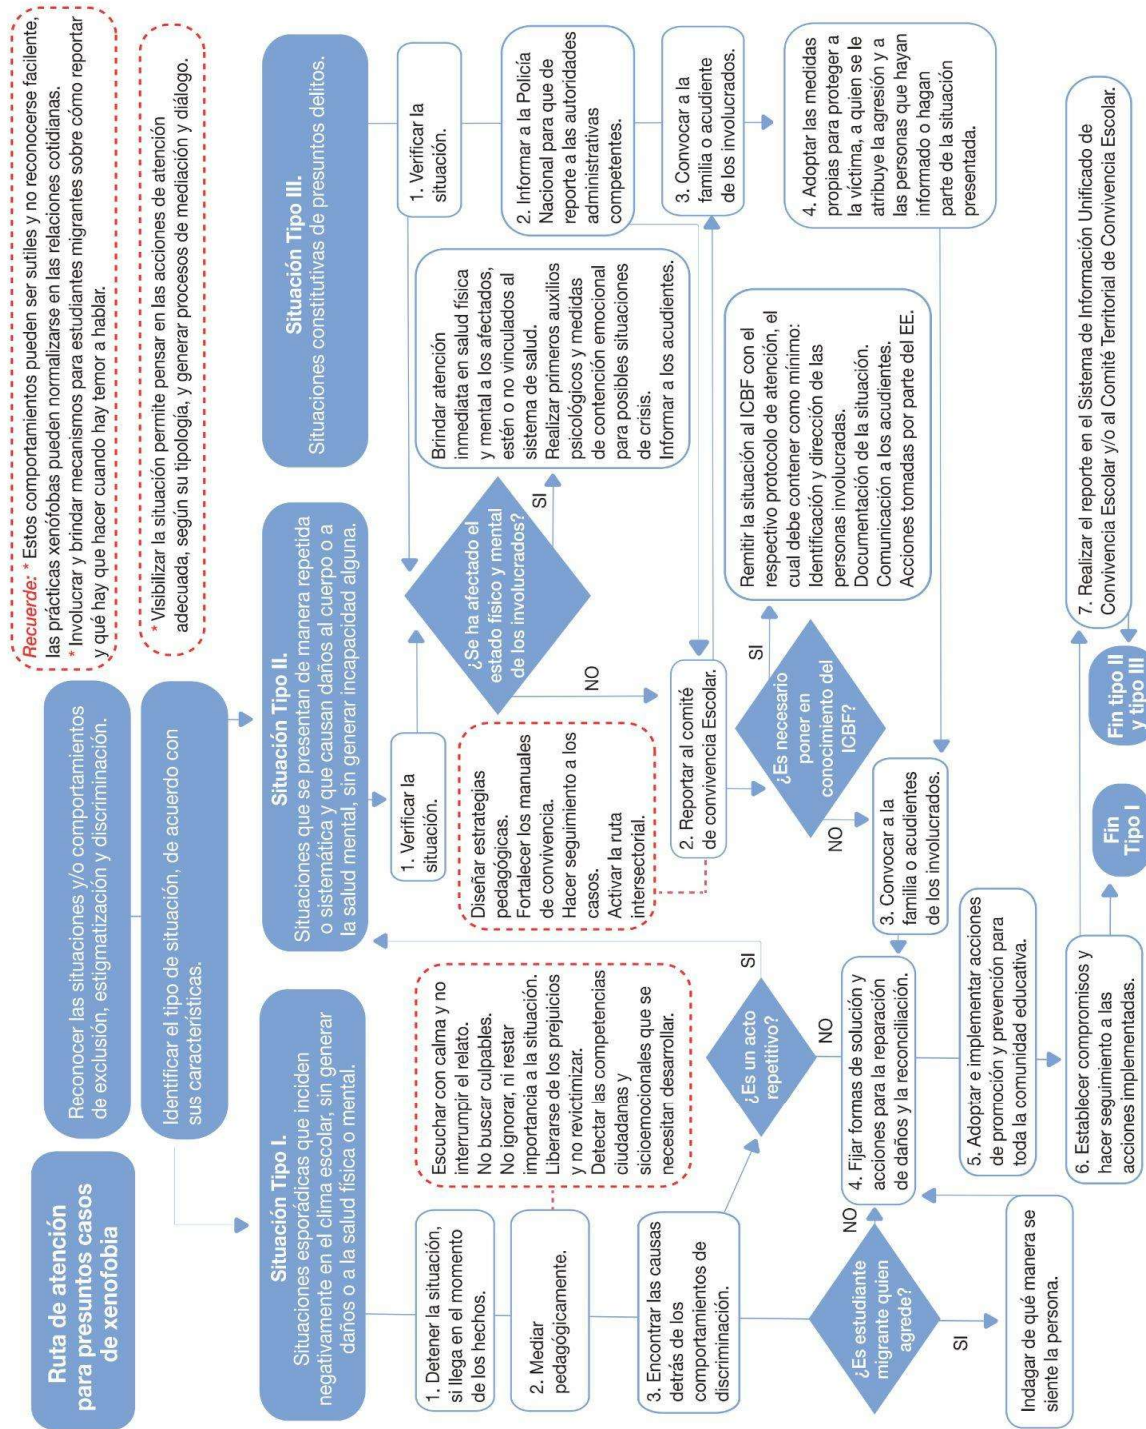 Ruta de atención
para presuntos casos
de xenofobia
Reconocer las situaciones y/o comportamientos
de exclusión, estigmatización y discriminación.
Identificar el tipo de situación, de acuerdo con
sus características.
Recuerde: * Estos comportamientos pueden ser sutiles y no reconocerse facilente,
las prácticas xenófobas pueden normalizarse en las relaciones cotidianas.
* Involucrar y brindar mecanismos para estudiantes migrantes sobre cómo reportar
y qué hay que hacer cuando hay temor a hablar.
* Visibilizar la situación permite pensar en las acciones de atención
adecuada, según su tipología, y generar procesos de mediación y diálogo.
Situación Tipo I.
Situaciones esporádicas que inciden
negativamente en el clima escolar, sin generar
daños o a la salud física o mental.
1. Detener la situación,
si llega en el momento
de los hechos.
2. Mediar
pedagógicamente.
Escuchar con calma y no
interrumpir el relato.
No buscar culpables.
No ignorar, ni restar
importancia a la situación.
Liberarse de los prejuicios
y no revictimizar.
Detectar las competencias
ciudadanas y
sicioemocionales que se
necesitan desarrollar.
3. Encontrar las causas
detrás de los
comportamientos de
discriminación.
¿Es un acto
repetitivo?
SI
NO
¿Es estudiante
migrante quien
agrede?
NO
SI
Indagar de qué manera se
siente la persona.
4. Fijar formas de solución y
acciones para la reparación
de daños y la reconciliación.
5. Adoptar e implementar acciones
de promoción y prevención para
toda la comunidad educativa.
6. Establecer compromisos y
hacer seguimiento a las
acciones implementadas.
Fin
Tipo I
Situación Tipo II.
Situaciones que se presentan de manera repetida
o sistemática y que causan daños al cuerpo o a
la salud mental, sin generar incapacidad alguna.
1. Verificar la
situación.
¿Se ha afectado el
estado físico y mental
de los involucrados?
SI
NO
Brindar atención
inmediata en salud física
y mental a los afectados,
estén o no vinculados al
sistema de salud.
Realizar primeros auxilios
psicológicos y medidas
de contención emocional
para posibles situaciones
de crisis.
Informar a los acudientes.
Diseñar estrategias
pedagógicas.
Fortalecer los manuales
de convivencia.
Hacer seguimiento a los
casos.
Activar la ruta
intersectorial.
2. Reportar al comité
de convivencia Escolar.
¿Es necesario
poner en
conocimiento del
ICBF?
SI
NO
Remitir la situación al ICBF con el
respectivo protocolo de atención, el
cual debe contener como mínimo:
Identificación y dirección de las
personas involucradas.
Documentación de la situación.
Comunicación a los acudientes.
Acciones tomadas por parte del EE.
3. Convocar a la
familia o acudientes
de los involucrados.
Situación Tipo III.
Situaciones constitutivas de presuntos delitos.
1. Verificar la
situación.
2. Informar a la Policía
Nacional para que de
reporte a las autoridades
administrativas
competentes.
3. Convocar a la
familia o acudiente
de los involucrados.
4. Adoptar las medidas
propias para proteger a
la víctima, a quien se le
atribuye la agresión y a
las personas que hayan
informado o hagan
parte de la situación
presentada.
7. Realizar el reporte en el Sistema de Información Unificado de
Convivencia Escolar y/o al Comité Territorial de Convivencia Escolar.
Fin tipo II
y tipo III